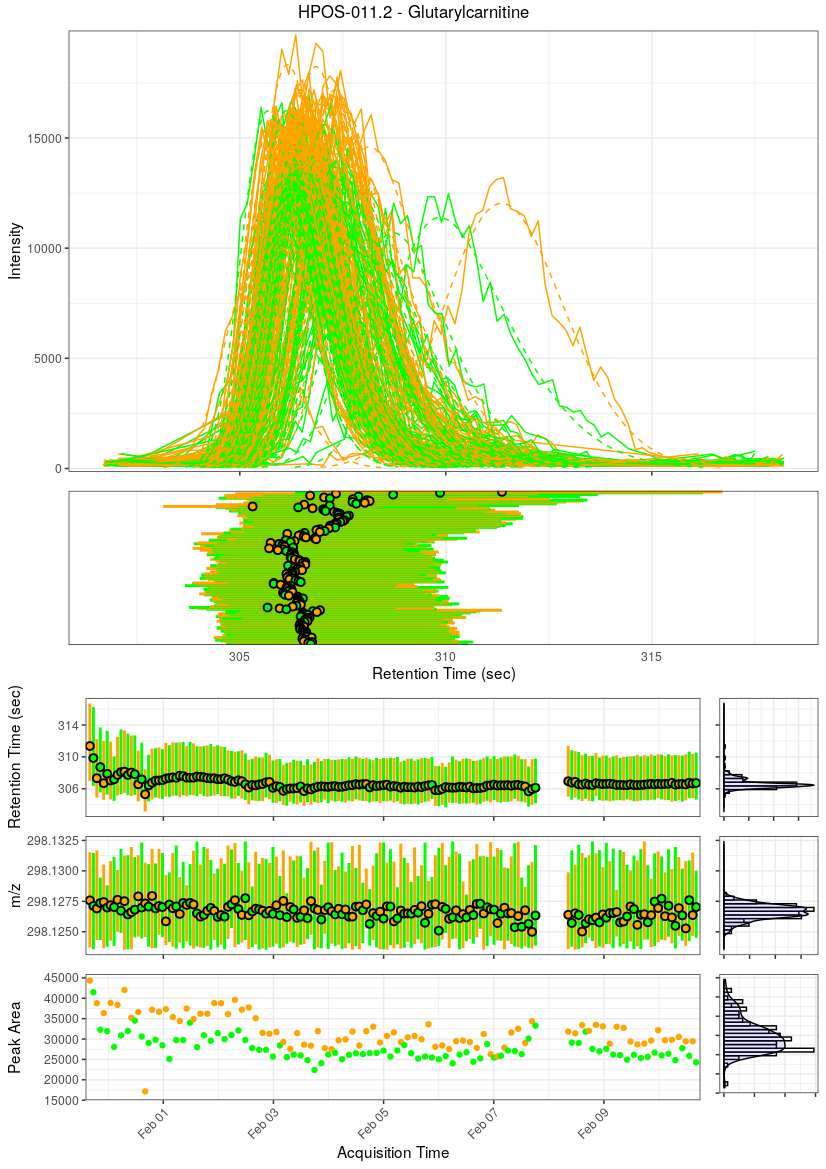 HPOS-011.2 - Glutarylcarnitine
Intensity
15000
10000
5000
0
305
310
315
Retention Time (sec)
Retention Time (sec)
314
310
306
m/z
298.1325
298.1300
298.1275
298.1250
Peak Area
45000
40000
35000
30000
25000
20000
15000
Feb 01
Feb 03
Feb 05
Feb 07
Feb 09
Acquisition Time